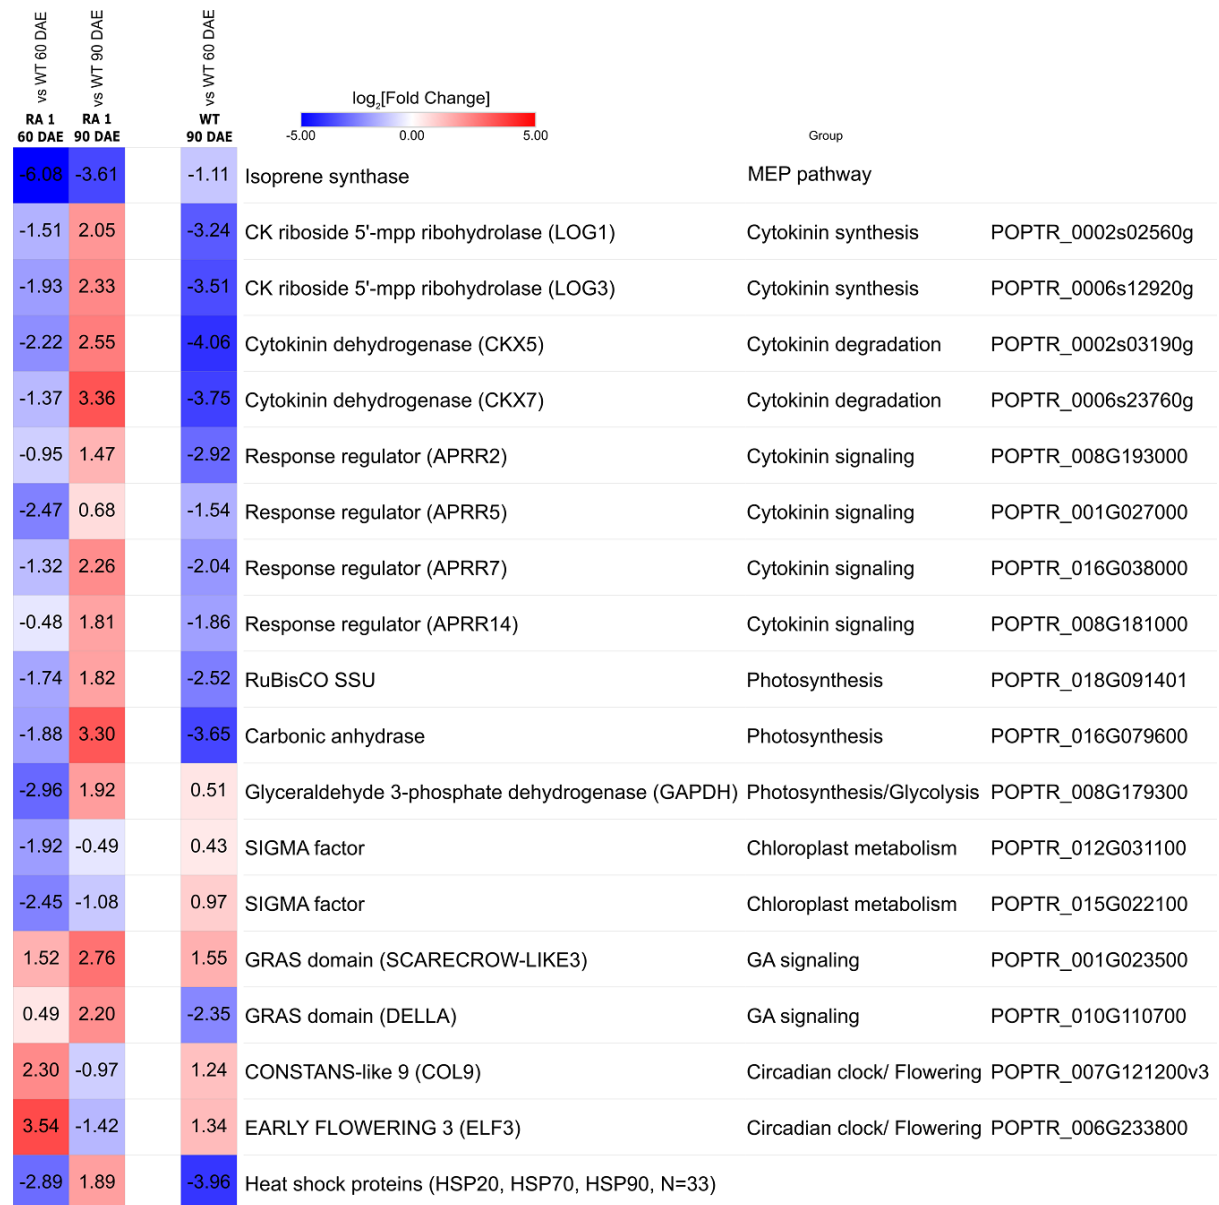 vs WT 60 DAE
vs WT 90 DAE
vs WT 60 DAE
RA 1
60 DAE
RA 1
90 DAE
WT
90 DAE
log2[Fold Change]
-5.00 0.00 5.00
Group
-6.08 -3.61 -1.11 Isoprene synthase MEP pathway
-1.51 2.05 -3.24 CK riboside 5'-mpp ribohydrolase (LOG1) Cytokinin synthesis POPTR_0002s02560g
-1.93 2.33 -3.51 CK riboside 5'-mpp ribohydrolase (LOG3) Cytokinin synthesis POPTR_0006s12920g
-2.22 2.55 -4.06 Cytokinin dehydrogenase (CKX5) Cytokinin degradation POPTR_0002s03190g
-1.37 3.36 -3.75 Cytokinin dehydrogenase (CKX7) Cytokinin degradation POPTR_0006s23760g
-0.95 1.47 -2.92 Response regulator (APRR2) Cytokinin signaling POPTR_008G193000
-2.47 0.68 -1.54 Response regulator (APRR5) Cytokinin signaling POPTR_001G027000
-1.32 2.26 -2.04 Response regulator (APRR7) Cytokinin signaling POPTR_016G038000
-0.48 1.81 -1.86 Response regulator (APRR14) Cytokinin signaling POPTR_008G181000
-1.74 1.82 -2.52 RuBisCO SSU Photosynthesis POPTR_018G091401
-1.88 3.30 -3.65 Carbonic anhydrase Photosynthesis POPTR_016G079600
-2.96 1.92 0.51 Glyceraldehyde 3-phosphate dehydrogenase (GAPDH) Photosynthesis/Glycolysis POPTR_008G179300
-1.92 -0.49 0.43 SIGMA factor Chloroplast metabolism POPTR_012G031100
-2.45 -1.08 0.97 SIGMA factor Chloroplast metabolism POPTR_015G022100
1.52 2.76 1.55 GRAS domain (SCARECROW-LIKE3) GA signaling POPTR_001G023500
0.49 2.20 -2.35 GRAS domain (DELLA) GA signaling POPTR_010G110700
2.30 -0.97 1.24 CONSTANS-like 9 (COL9) Circadian clock/ Flowering POPTR_007G121200v3
3.54 -1.42 1.34 EARLY FLOWERING 3 (ELF3) Circadian clock/ Flowering POPTR_006G233800
-2.89 1.89 -3.96 Heat shock proteins (HSP20, HSP70, HSP90, N=33)